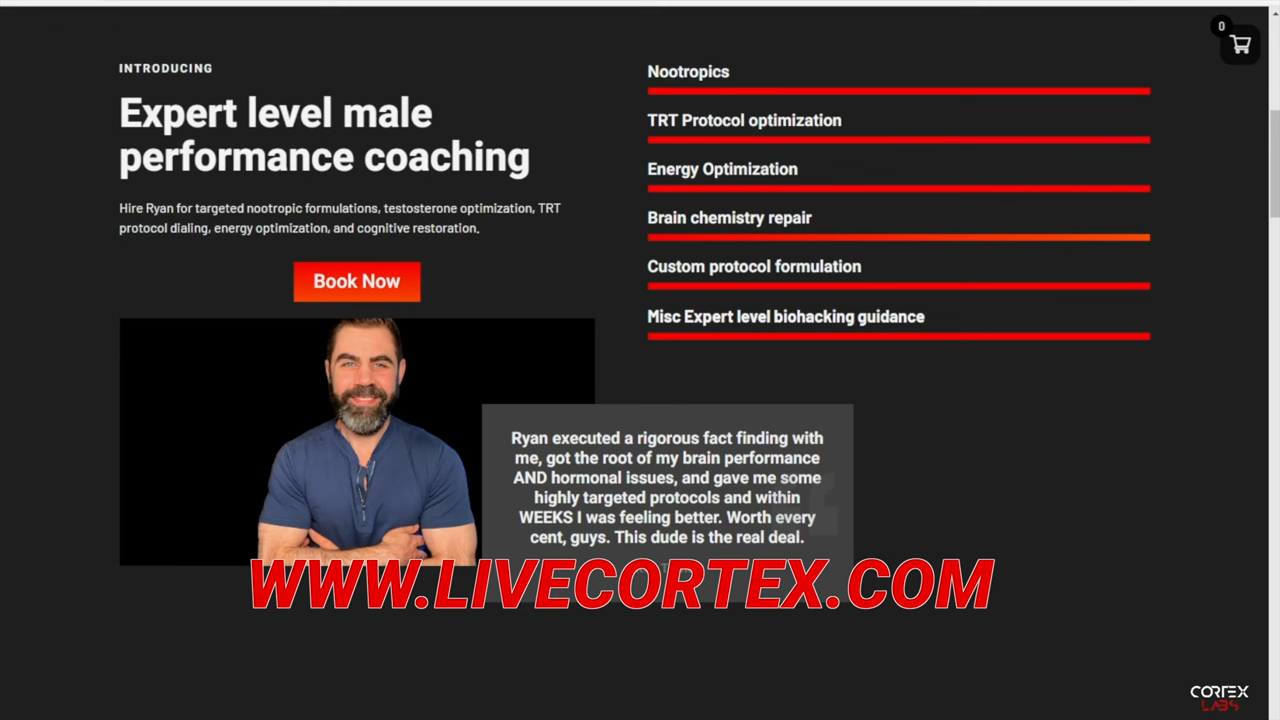 0
INTRODUCING
Expert level male
performance coaching
Hire Ryan for targeted nootropic formulations, testosterone optimization, TRT
protocol dialing, energy optimization, and cognitive restoration.
Book Now
Nootropics
TRT Protocol optimization
Energy Optimization
Brain chemistry repair
Custom protocol formulation
Misc Expert level biohacking guidance
Ryan executed a rigorous fact finding with
me, got the root of my brain performance
AND hormonal issues, and gave me some
highly targeted protocols and within
WEEKS I was feeling better. Worth every
cent, guys. This dude is the real deal.
WWW.LIVECORTEX.COM
CORTEX
LABS